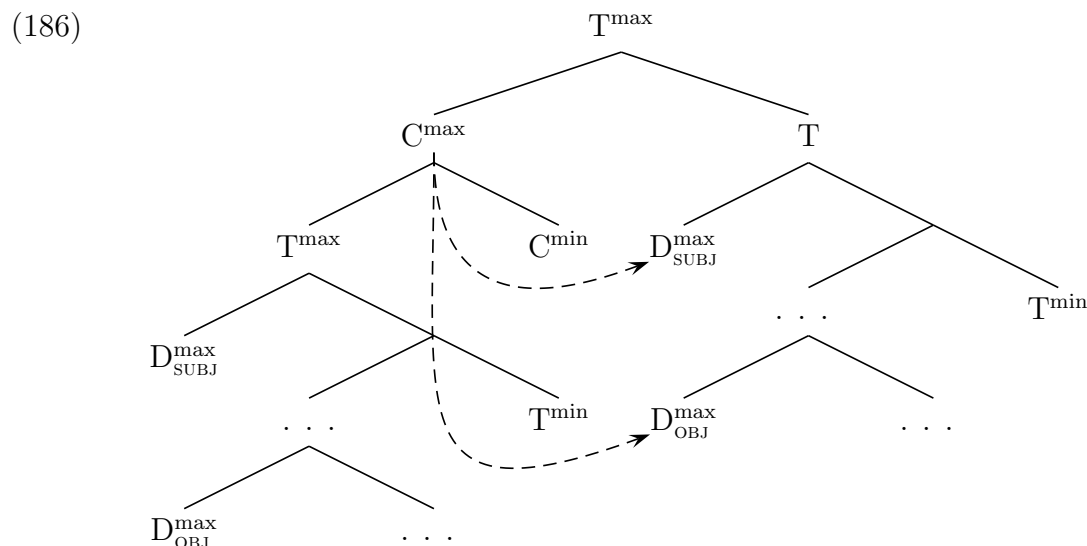 (186)
T^max
C^max T
T^max C^min D^max_SUBJ
. . . T^min
D^max_SUBJ
. . . T^min D^max_OBJ . . .
D^max_OBJ . . .